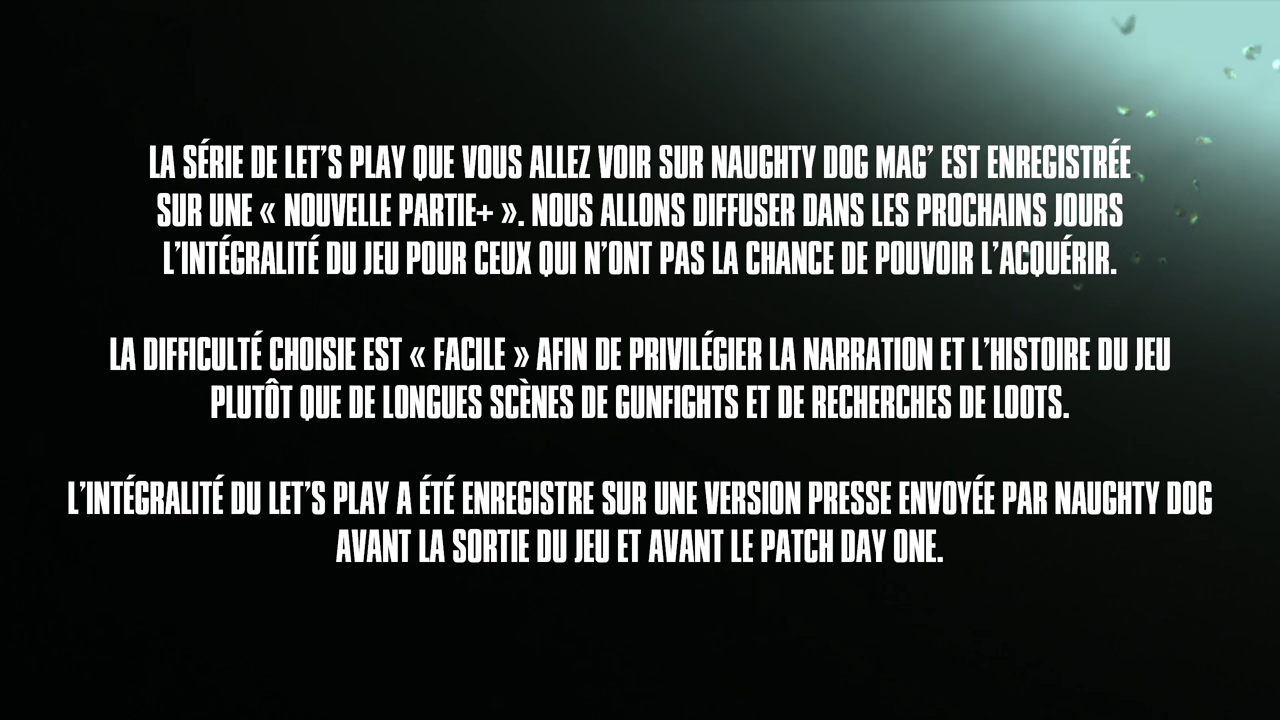 LA SÉRIE DE LET'S PLAY QUE VOUS ALLEZ VOIR SUR NAUGHTY DOG MAG' EST ENREGISTRÉE
SUR UNE « NOUVELLE PARTIE+ ». NOUS ALLONS DIFFUSER DANS LES PROCHAINS JOURS
L'INTÉGRALITÉ DU JEU POUR CEUX QUI N'ONT PAS LA CHANCE DE POUVOIR L'ACQUÉRIR.
LA DIFFICULTÉ CHOISIE EST « FACILE » AFIN DE PRIVILÉGIER LA NARRATION ET L'HISTOIRE DU JEU
PLUTÔT QUE DE LONGUES SCÈNES DE GUNFIGHTS ET DE RECHERCHES DE LOOTS.
L'INTÉGRALITÉ DU LET'S PLAY A ÉTÉ ENREGISTRE SUR UNE VERSION PRESSE ENVOYÉE PAR NAUGHTY DOG
AVANT LA SORTIE DU JEU ET AVANT LE PATCH DAY ONE.